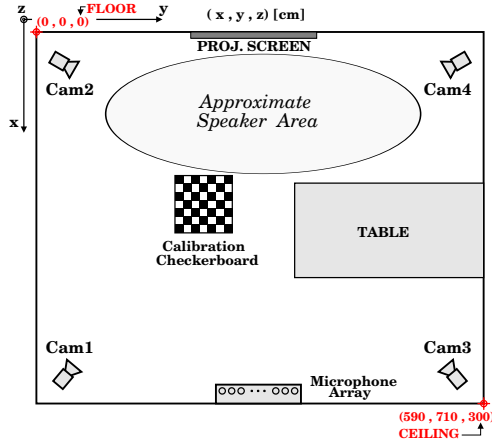 z
FLOOR
y
( x , y , z ) [cm]
(0, 0, 0)
PROJ. SCREEN
Cam2
Cam4
Approximate
Speaker Area
x
TABLE
Calibration
Checkerboard
Cam1
Cam3
Microphone
Array
(590 , 710 , 300)
CEILING